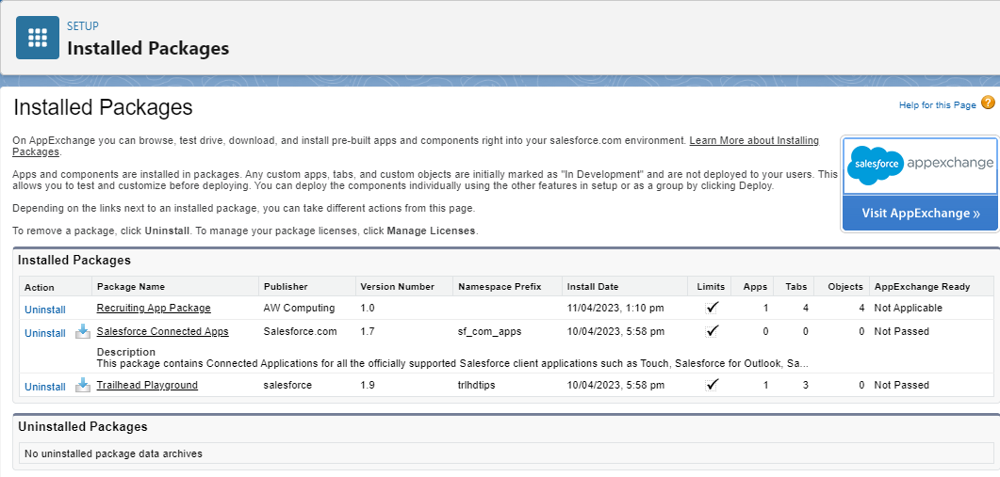 SETUP
Installed Packages
Installed Packages
Help for this Page ?
On AppExchange you can browse, test drive, download, and install pre-built apps and components right into your salesforce.com environment. Learn More about Installing
Packages.
Apps and components are installed in packages. Any custom apps, tabs, and custom objects are initially marked as "In Development" and are not deployed to your users. This
allows you to test and customize before deploying. You can deploy the components individually using the other features in setup or as a group by clicking Deploy.
Depending on the links next to an installed package, you can take different actions from this page.
To remove a package, click Uninstall. To manage your package licenses, click Manage Licenses.
salesforce appexchange
Visit AppExchange »
Installed Packages
Action Package Name Publisher Version Number Namespace Prefix Install Date Limits Apps Tabs Objects AppExchange Ready
Uninstall Recruiting App Package AW Computing 1.0 11/04/2023, 1:10 pm ✓ 1 4 4 Not Applicable
Uninstall Salesforce Connected Apps Salesforce.com 1.7 sf_com_apps 10/04/2023, 5:58 pm ✓ 0 0 0 Not Passed
Description
This package contains Connected Applications for all the officially supported Salesforce client applications such as Touch, Salesforce for Outlook, Sa...
Uninstall Trailhead Playground salesforce 1.9 trlhdtips 10/04/2023, 5:58 pm ✓ 1 3 0 Not Passed
Uninstalled Packages
No uninstalled package data archives